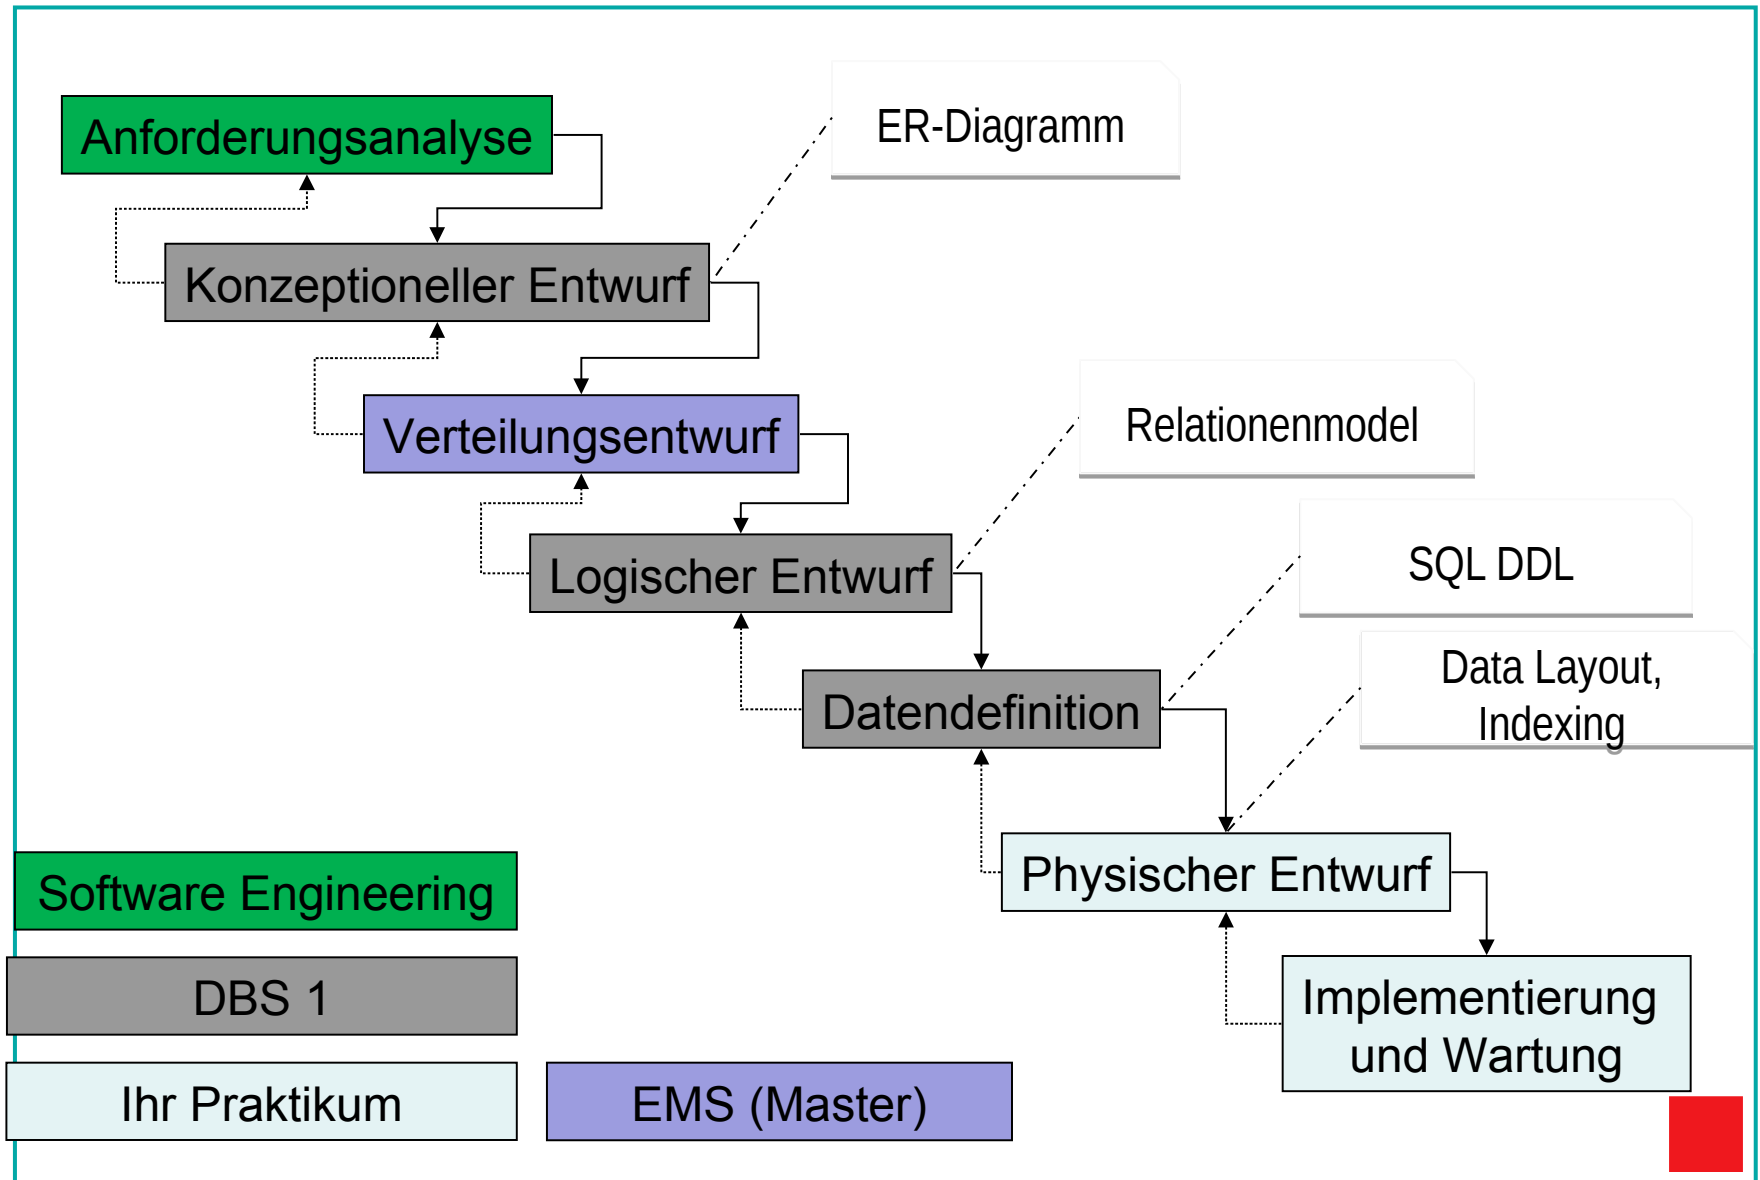 Anforderungsanalyse
ER-Diagramm
Konzeptioneller Entwurf
Verteilungsentwurf
Relationenmodel
Logischer Entwurf
SQL DDL
Datendefinition
Data Layout,
Indexing
Physischer Entwurf
Implementierung
und Wartung
Software Engineering
DBS 1
Ihr Praktikum
EMS (Master)